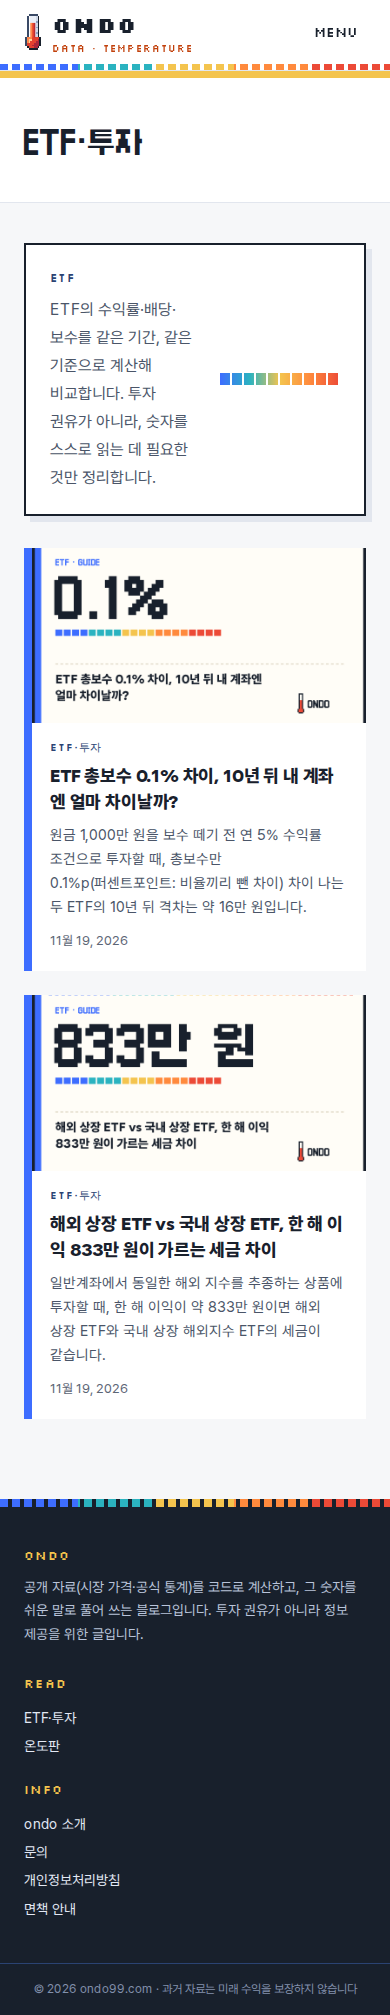 ONDO
DATA · TEMPERATURE
MENU
ETF·투자
ETF
ETF의 수익률·배당·
보수를 같은 기간, 같은
기준으로 계산해
비교합니다. 투자
권유가 아니라, 숫자를
스스로 읽는 데 필요한
것만 정리합니다.
ETF · GUIDE
0.1%
ETF 총보수 0.1% 차이, 10년 뒤 내 계좌엔
얼마 차이날까?
ONDO
ETF·투자
ETF 총보수 0.1% 차이, 10년 뒤 내 계좌
엔 얼마 차이날까?
원금 1,000만 원을 보수 떼기 전 연 5% 수익률
조건으로 투자할 때, 총보수만
0.1%p(퍼센트포인트: 비율끼리 뺀 차이) 차이 나는
두 ETF의 10년 뒤 격차는 약 16만 원입니다.
11월 19, 2026
ETF · GUIDE
833만 원
해외 상장 ETF vs 국내 상장 ETF, 한 해 이익
833만 원이 가르는 세금 차이
ONDO
ETF·투자
해외 상장 ETF vs 국내 상장 ETF, 한 해 이
익 833만 원이 가르는 세금 차이
일반계좌에서 동일한 해외 지수를 추종하는 상품에
투자할 때, 한 해 이익이 약 833만 원이면 해외
상장 ETF와 국내 상장 해외지수 ETF의 세금이
같습니다.
11월 19, 2026
ONDO
공개 자료(시장 가격·공식 통계)를 코드로 계산하고, 그 숫자를
쉬운 말로 풀어 쓰는 블로그입니다. 투자 권유가 아니라 정보
제공을 위한 글입니다.
READ
ETF·투자
온도판
INFO
ondo 소개
문의
개인정보처리방침
면책 안내
© 2026 ondo99.com · 과거 자료는 미래 수익을 보장하지 않습니다